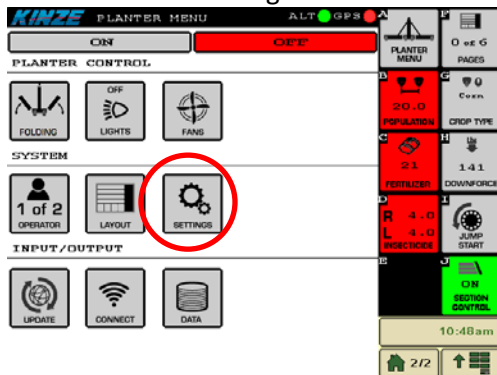 KINZE PLANTER MENU ALT GPS
ON OFF
PLANTER CONTROL
FOLDING
OFF
LIGHTS
FANS
SYSTEM
1 of 2
OPERATOR
LAYOUT
SETTINGS
INPUT/OUTPUT
UPDATE
CONNECT
DATA
A
PLANTER
MENU
F
0 of 6
PAGES
B
20.0
POPULATION
G
Corn
CROP TYPE
C
21
FERTILIZER
H
141
DOWNFORCE
D
R 4.0
L 4.0
INSECTICIDE
I
JUMP
START
E
J
ON
SECTION
CONTROL
10:48am
2/2